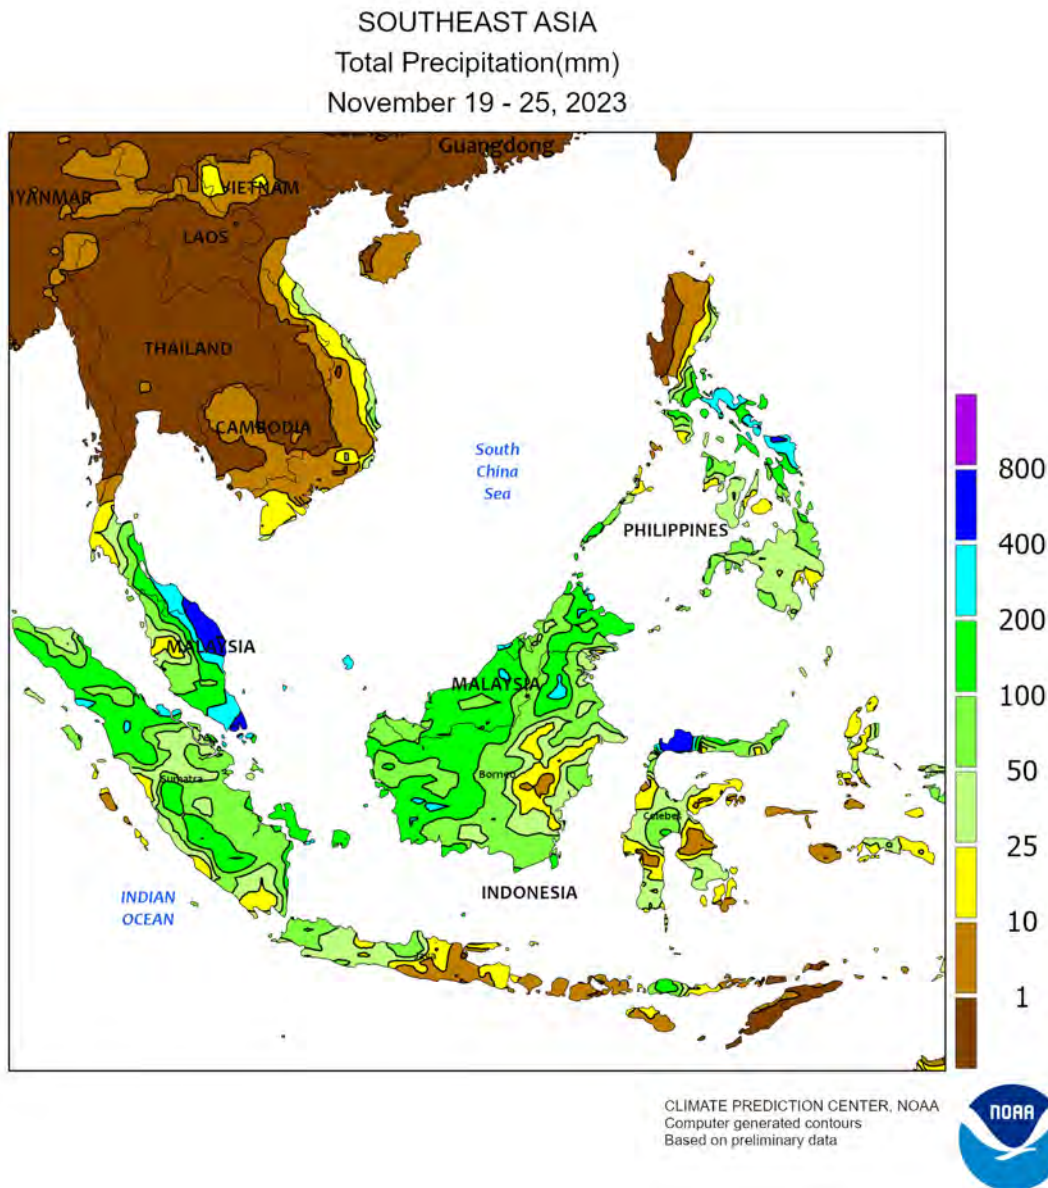 SOUTHEAST ASIA
Total Precipitation(mm)
November 19 - 25, 2023
Guangdong
VIETNAM
LAOS
THAILAND
CAMBODIA
South
China
Sea
PHILIPPINES
MALAYSIA
MALAYSIA
Sumatra
Borneo
Celebes
INDIAN
OCEAN
INDONESIA
800
400
200
100
50
25
10
1
CLIMATE PREDICTION CENTER, NOAA
Computer generated contours
Based on preliminary data
NOAA